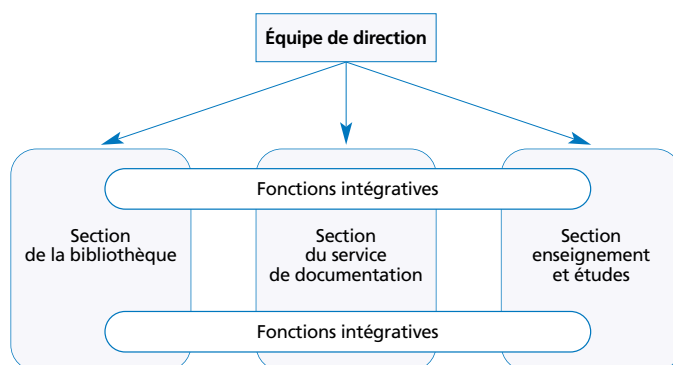 Équipe de direction
Fonctions intégratives
Section
de la bibliothèque
Section
du service
de documentation
Section
enseignement
et études
Fonctions intégratives